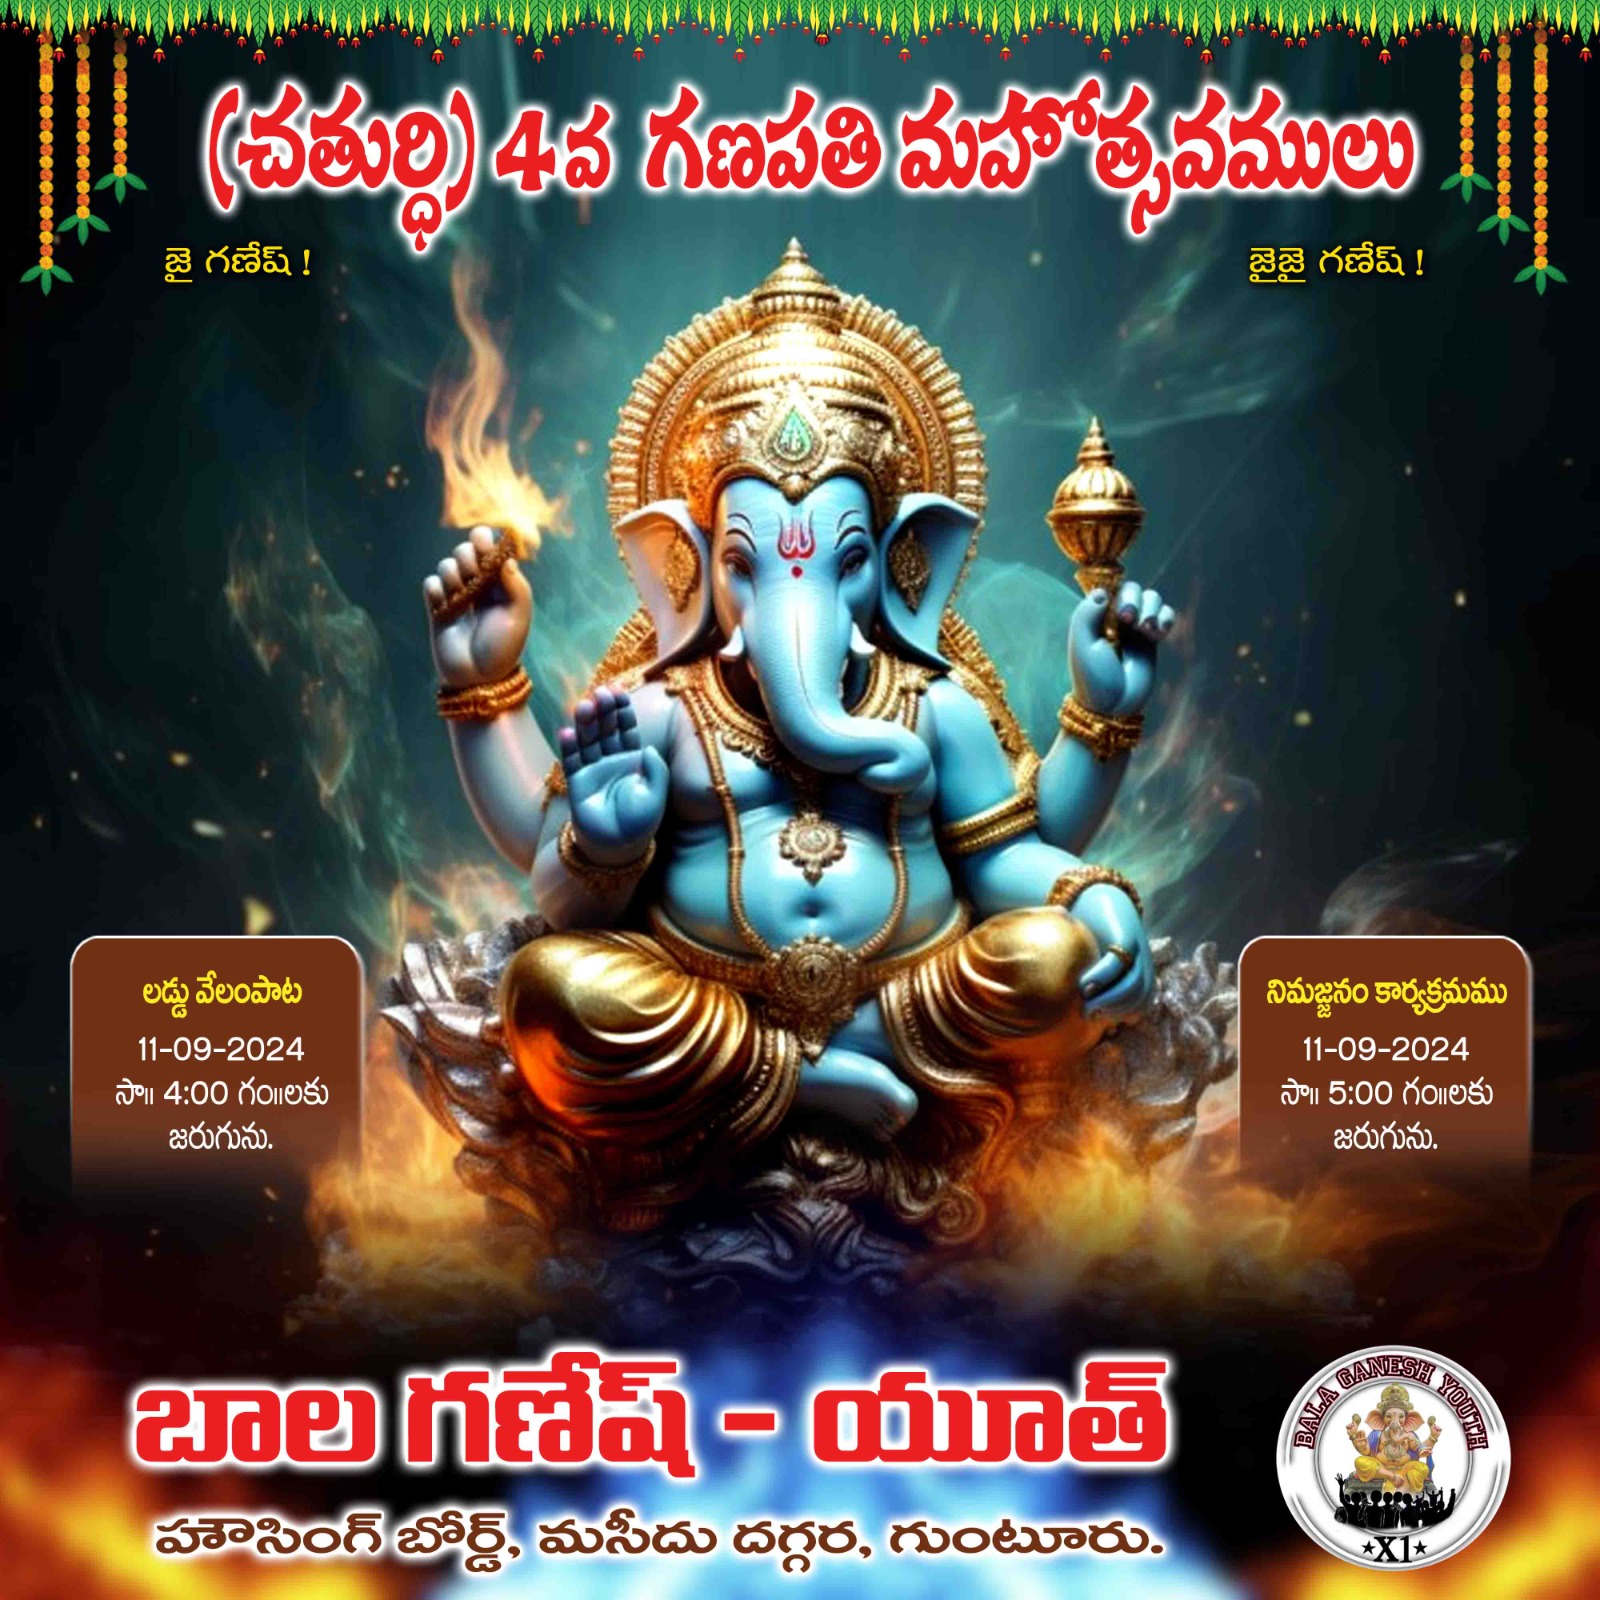 (చతుర్ధి) 4వ గణపతి మహోత్సవములు
జై గణేష్ !
జైజై గణేష్ !
లడ్డు వేలంపాట
11-09-2024
సా॥ 4:00 గం॥లకు
జరుగును.
నిమజ్జనం కార్యక్రమము
11-09-2024
సా॥ 5:00 గం॥లకు
జరుగును.
బాల గణేష్ - యూత్
హౌసింగ్ బోర్డ్, మసీదు దగ్గర, గుంటూరు.
BALA GANESH YOUTH
★X1★